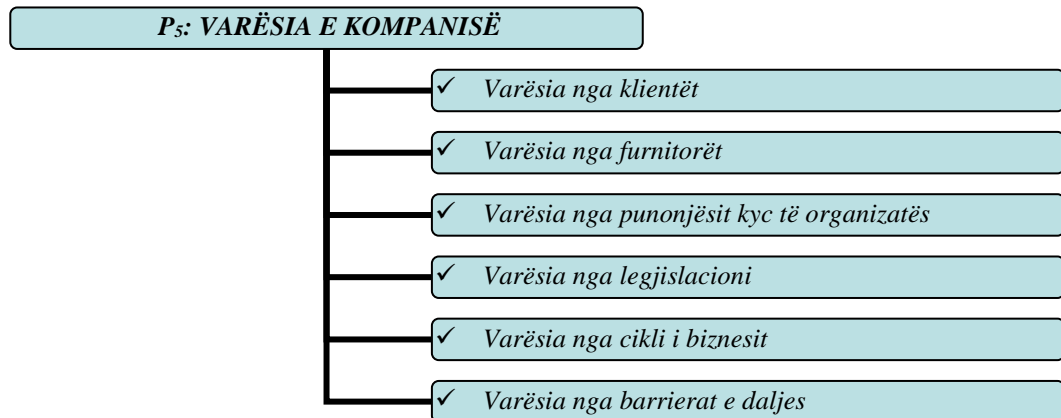 P5: VARËSIA E KOMPANISË
✓ Varësia nga klientët
✓ Varësia nga furnitorët
✓ Varësia nga punonjësit kyc të organizatës
✓ Varësia nga legjislacioni
✓ Varësia nga cikli i biznesit
✓ Varësia nga barrierat e daljes